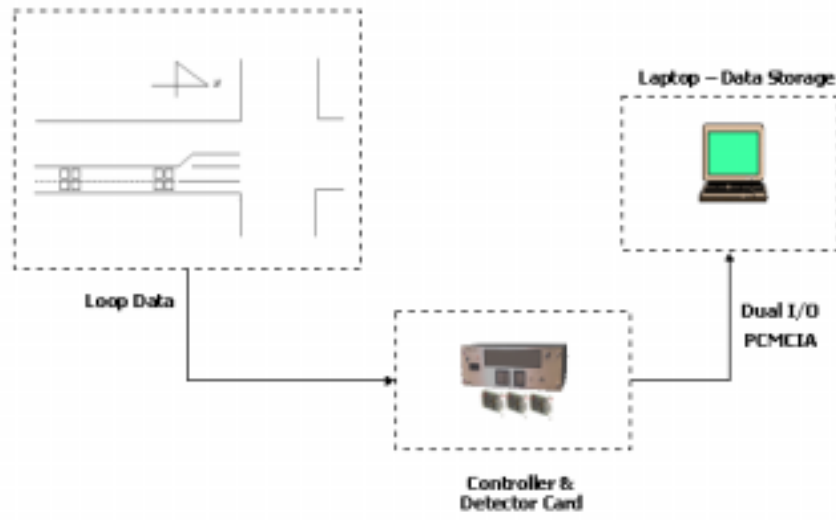 Laptop – Data Storage
Loop Data
Dual I/O
PCMCIA
Controller &
Detector Card